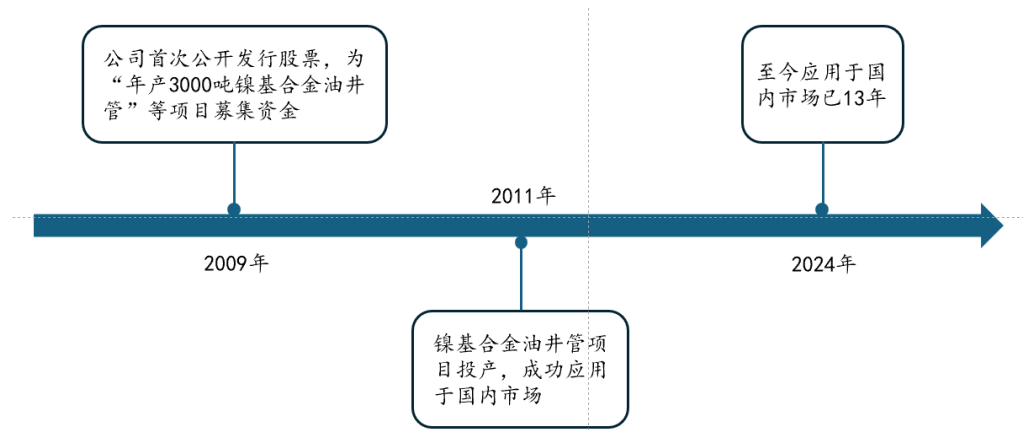 公司首次公开发行股票，为
“年产3000吨镍基合金油井
管”等项目募集资金
至今应用于国
内市场已13年
2011年
2009年
2024年
镍基合金油井管项
目投产，成功应用
于国内市场